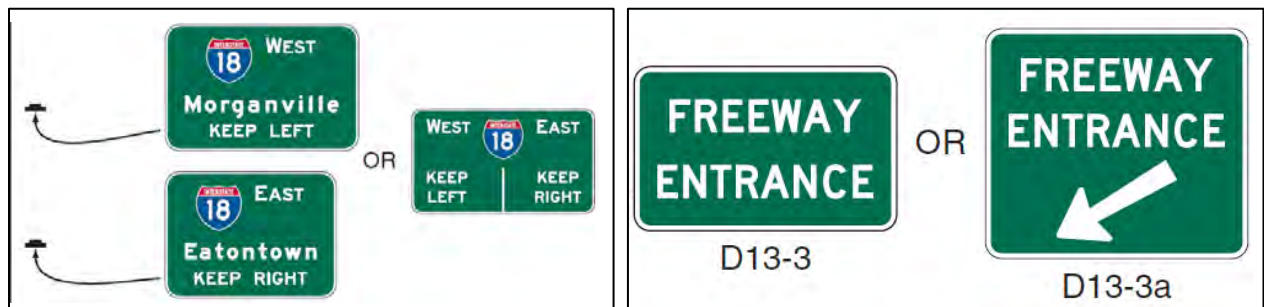 INTERSTATE
18
WEST
Morganville
KEEP LEFT
OR
WEST
INTERSTATE
18
EAST
KEEP
LEFT
KEEP
RIGHT
INTERSTATE
18
EAST
Eatontown
KEEP RIGHT
FREEWAY
ENTRANCE
D13-3
OR
FREEWAY
ENTRANCE
D13-3a